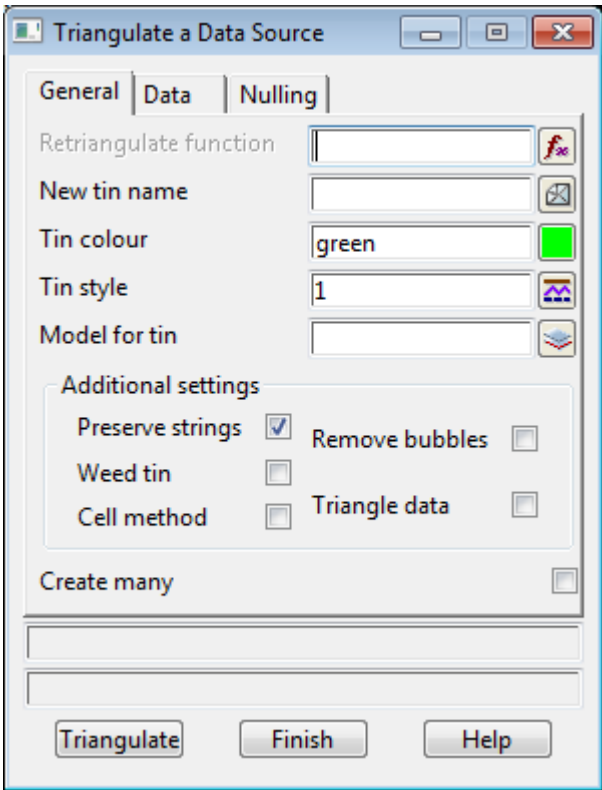 Triangulate a Data Source
General Data Nulling
Retriangulate function
New tin name
Tin colour green
Tin style 1
Model for tin
Additional settings
Preserve strings Remove bubbles
Weed tin
Cell method Triangle data
Create many
Triangulate Finish Help